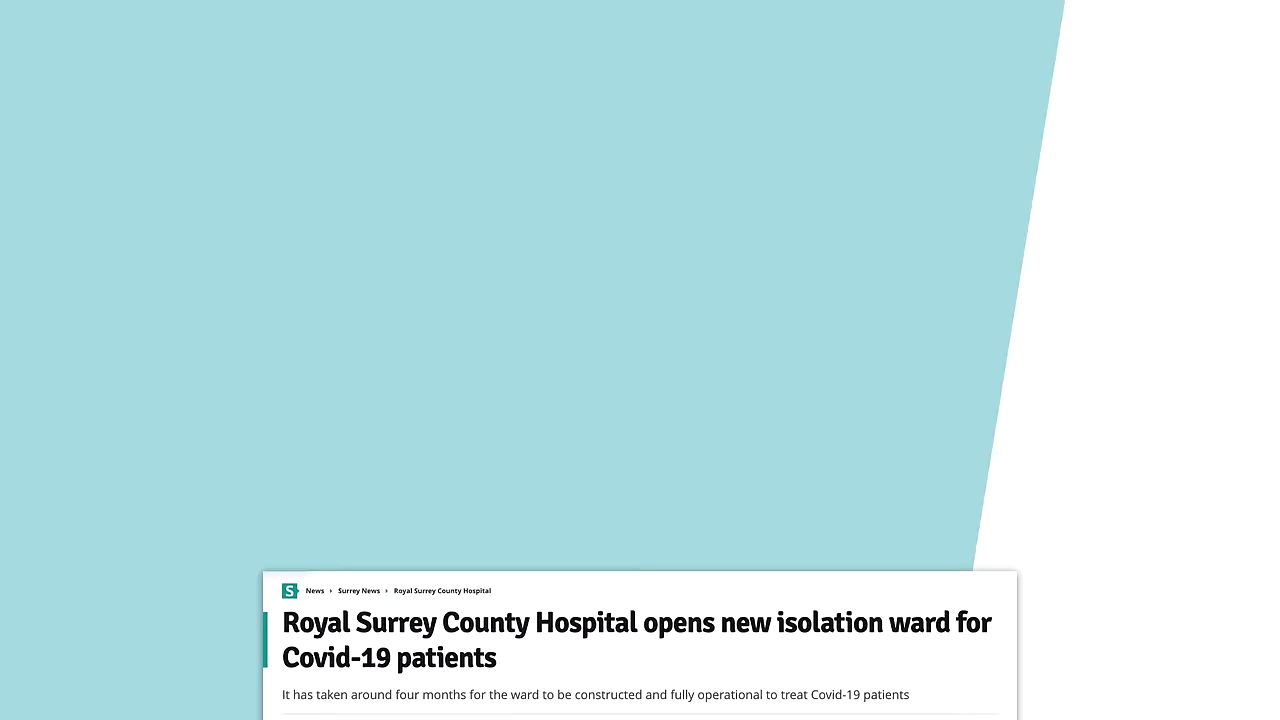 S News › Surrey News › Royal Surrey County Hospital
Royal Surrey County Hospital opens new isolation ward for
Covid-19 patients
It has taken around four months for the ward to be constructed and fully operational to treat Covid-19 patients